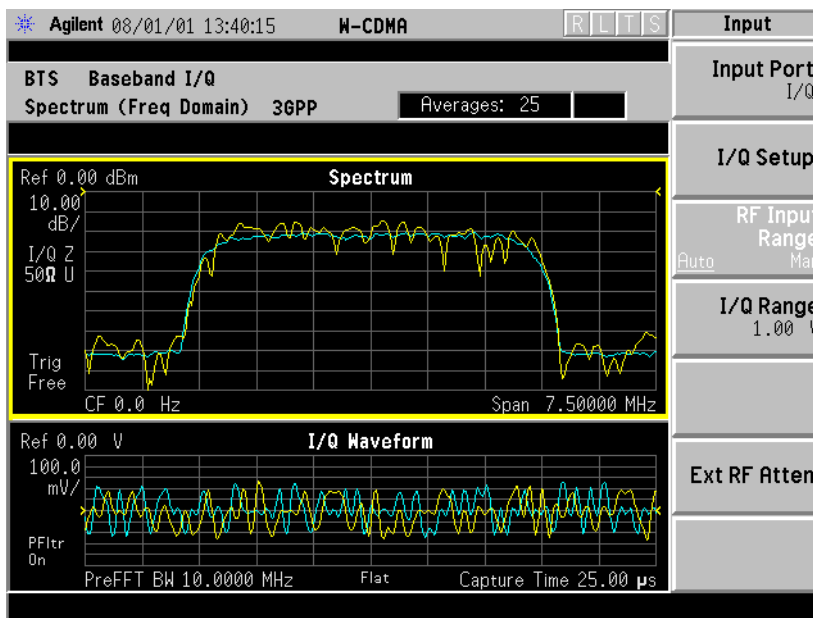 Agilent 08/01/01 13:40:15 W-CDMA R L T S Input
BTS Baseband I/Q
Spectrum (Freq Domain) 3GPP Averages: 25
Input Port
I/Q
I/Q Setup
RF Input
Range
Auto Man
I/Q Range
1.00 V
Ext RF Atten
Ref 0.00 dBm Spectrum
10.00
dB/
I/Q Z
50Ω U
Trig
Free
CF 0.0 Hz Span 7.50000 MHz
Ref 0.00 V I/Q Waveform
100.0
mV/
PFltr
On
PreFFT BW 10.0000 MHz Flat Capture Time 25.00 µs